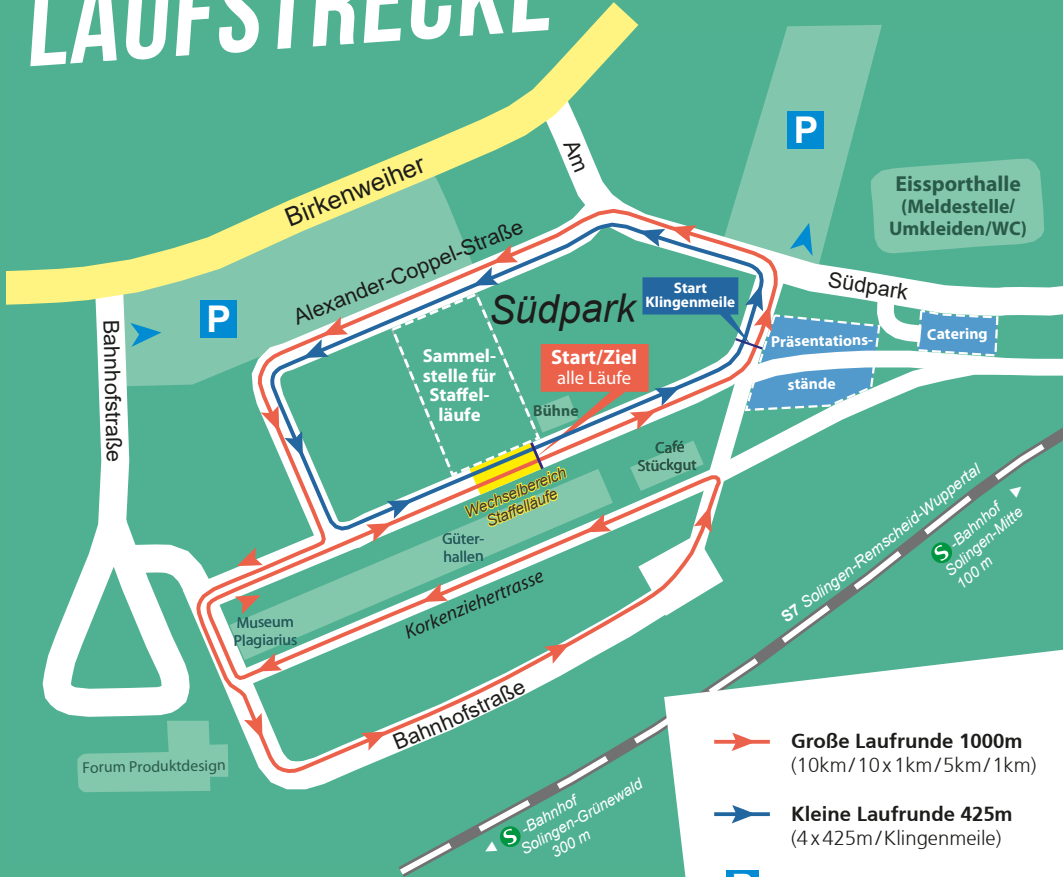 LAUFSTRECKE
Birkenweiher
Am
P
Eissporthalle
(Meldestelle/
Umkleiden/WC)
Alexander-Coppel-Straße
Südpark
Südpark
P
Bahnhofstraße
Start
Klingenmeile
Präsentations-
stände
Catering
Sammel-
stelle für
Staffel-
läufe
Start/Ziel
alle Läufe
Bühne
Café
Stückgut
Wechselbereich
Staffelläufe
Güter-
hallen
Museum
Plagiarius
Korkenziehertrasse
Bahnhofstraße
Forum Produktdesign
S7 Solingen-Remscheid-Wuppertal
S-Bahnhof
Solingen-Mitte
100 m
S-Bahnhof
Solingen-Grünewald
300 m
Große Laufrunde 1000m
(10km/10x1km/5km/1km)
Kleine Laufrunde 425m
(4x425m/Klingenmeile)